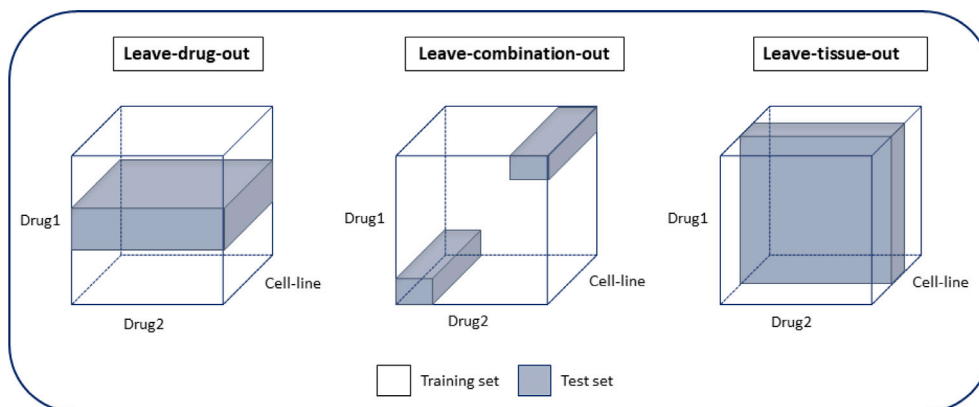 Leave-drug-out
Leave-combination-out
Leave-tissue-out
Drug1
Cell-line
Drug2
Drug1
Cell-line
Drug2
Drug1
Cell-line
Drug2
Training set
Test set